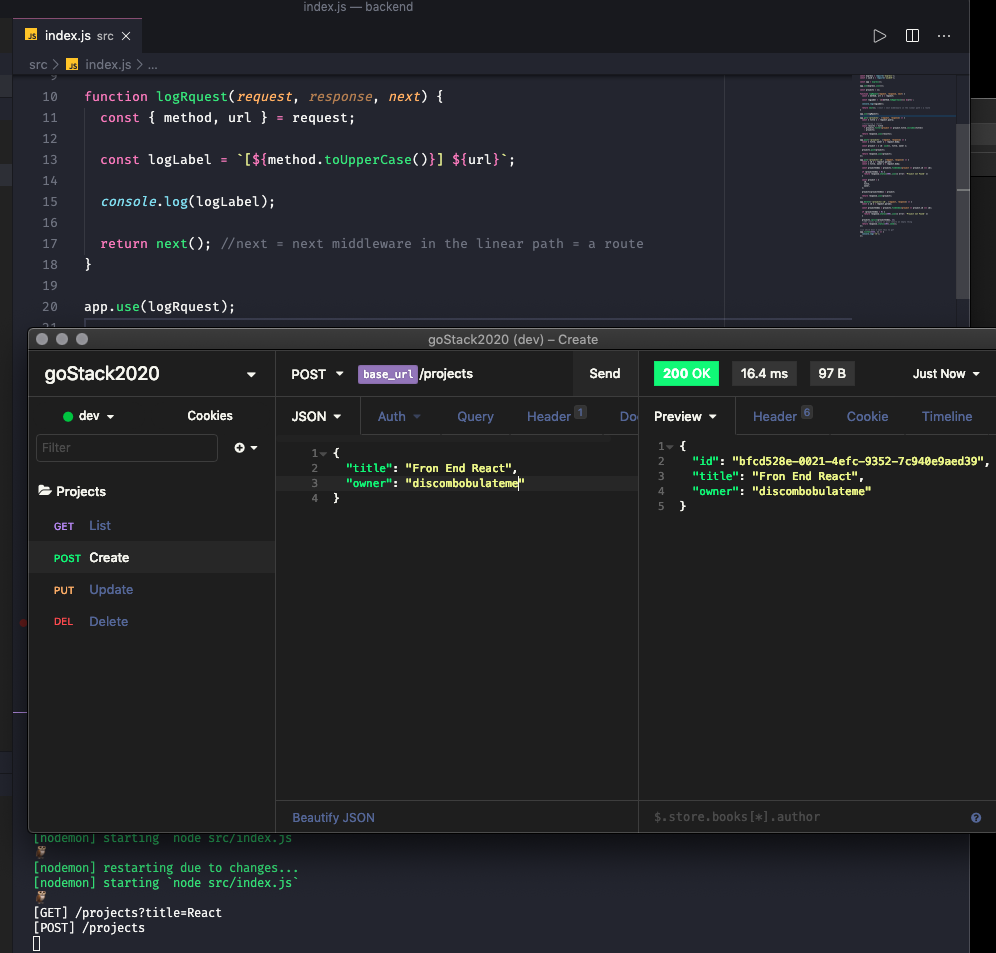 index.js — backend
JS index.js src ×
src > JS index.js > ...
9
10 function logRquest(request, response, next) {
11 const { method, url } = request;
12
13 const logLabel = `[${method.toUpperCase()}] ${url}`;
14
15 console.log(logLabel);
16
17 return next(); //next = next middleware in the linear path = a route
18 }
19
20 app.use(logRquest);
21
goStack2020 (dev) – Create
goStack2020
POST base_url/projects Send
200 OK 16.4 ms 97 B Just Now
dev Cookies
JSON Auth Query Header 1 Do
Preview Header 6 Cookie Timeline
Filter
Projects
GET List
POST Create
PUT Update
DEL Delete
1 {
2 "title": "Fron End React",
3 "owner": "discombobulateme"
4 }
1 {
2 "id": "bfcd528e-0021-4efc-9352-7c940e9aed39",
3 "title": "Fron End React",
4 "owner": "discombobulateme"
5 }
Beautify JSON
$.store.books[*].author ?
[nodemon] starting `node src/index.js
[nodemon] restarting due to changes...
[nodemon] starting `node src/index.js`
[GET] /projects?title=React
[POST] /projects